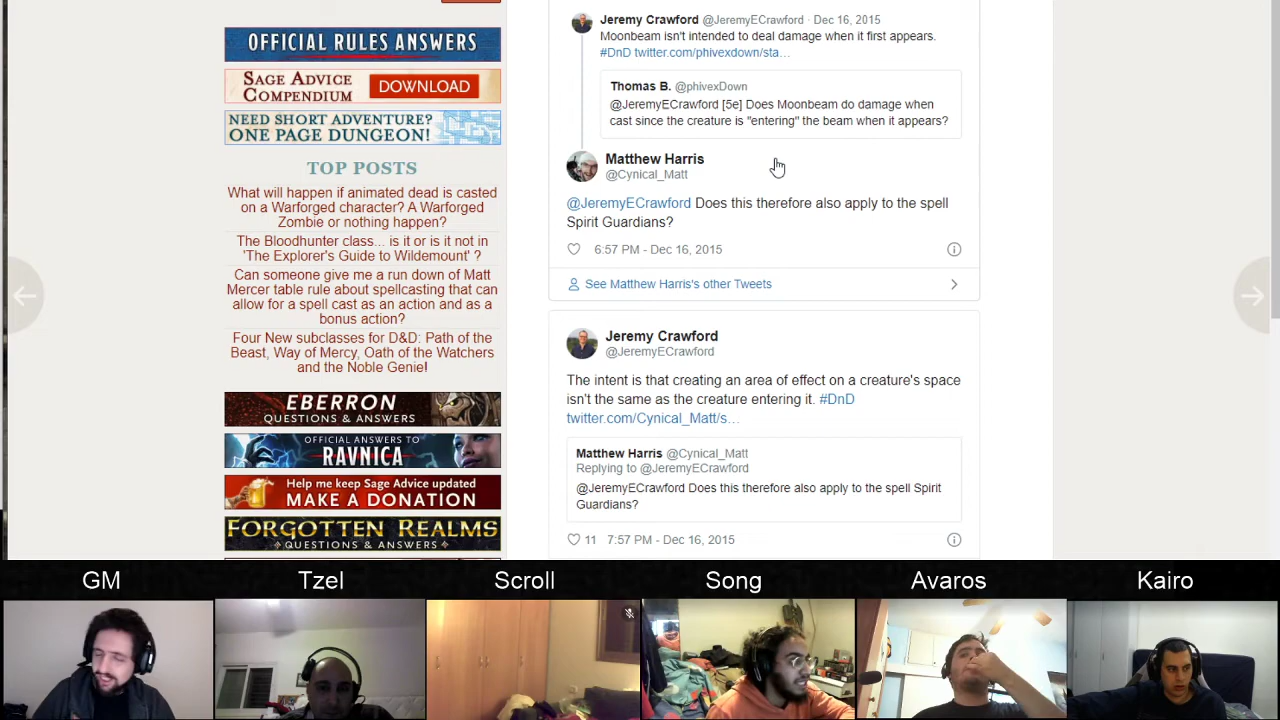 OFFICIAL RULES ANSWERS
SAGE ADVICE
COMPENDIUM
DOWNLOAD
NEED SHORT ADVENTURE?
ONE PAGE DUNGEON!
TOP POSTS
What will happen if animated dead is casted
on a Warforged character? A Warforged
Zombie or nothing happen?
The Bloodhunter class... is it or is it not in
'The Explorer's Guide to Wildemount' ?
Can someone give me a run down of Matt
Mercer table rule about spellcasting that can
allow for a spell cast as an action and as a
bonus action?
Four New subclasses for D&D: Path of the
Beast, Way of Mercy, Oath of the Watchers
and the Noble Genie!
EBERRON
QUESTIONS & ANSWERS
OFFICIAL ANSWERS TO
RAVNICA
Help me keep Sage Advice updated
MAKE A DONATION
FORGOTTEN REALMS
QUESTIONS & ANSWERS
Jeremy Crawford @JeremyECrawford · Dec 16, 2015
Moonbeam isn't intended to deal damage when it first appears.
#DnD twitter.com/phivexdown/sta…
Thomas B. @phivexDown
@JeremyECrawford [5e] Does Moonbeam do damage when
cast since the creature is "entering" the beam when it appears?
Matthew Harris
@Cynical_Matt
@JeremyECrawford Does this therefore also apply to the spell
Spirit Guardians?
6:57 PM - Dec 16, 2015
See Matthew Harris's other Tweets
Jeremy Crawford
@JeremyECrawford
The intent is that creating an area of effect on a creature's space
isn't the same as the creature entering it. #DnD
twitter.com/Cynical_Matt/s…
Matthew Harris @Cynical_Matt
Replying to @JeremyECrawford
@JeremyECrawford Does this therefore also apply to the spell Spirit
Guardians?
11 7:57 PM - Dec 16, 2015
GM
Tzel
Scroll
Song
Avaros
Kairo